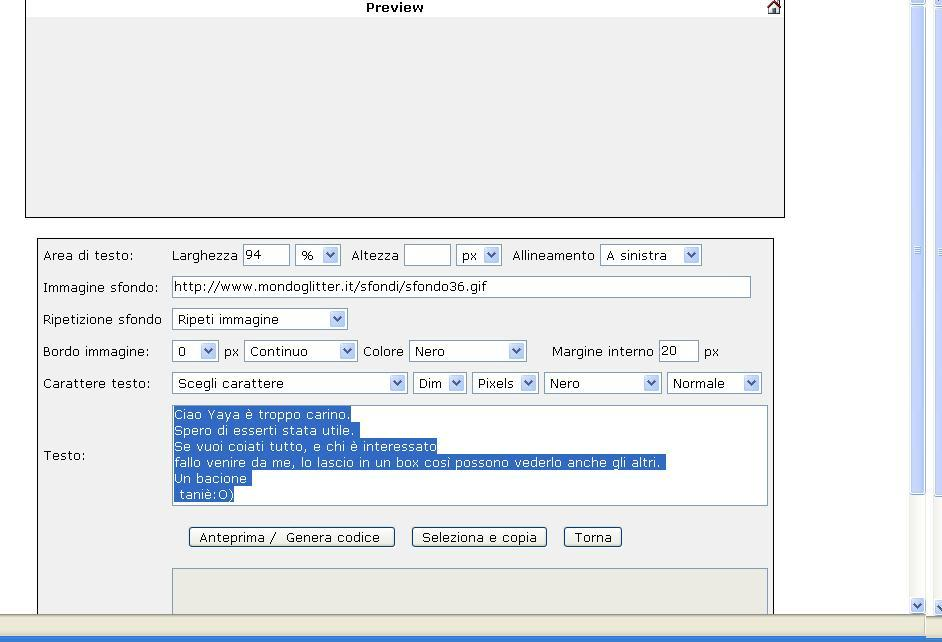 Preview
Area di testo: Larghezza 94 % Altezza px Allineamento A sinistra
Immagine sfondo: http://www.mondoglitter.it/sfondi/sfondo36.gif
Ripetizione sfondo Ripeti immagine
Bordo immagine: 0 px Continuo Colore Nero Margine interno 20 px
Carattere testo: Scegli carattere Dim Pixels Nero Normale
Testo:
Ciao Yaya è troppo carino.
Spero di esserti stata utile.
Se vuoi coiati tutto, e chi è interessato
fallo venire da me, lo lascio in un box così possono vederlo anche gli altri.
Un bacione
taniè:O)
Anteprima / Genera codice Seleziona e copia Torna